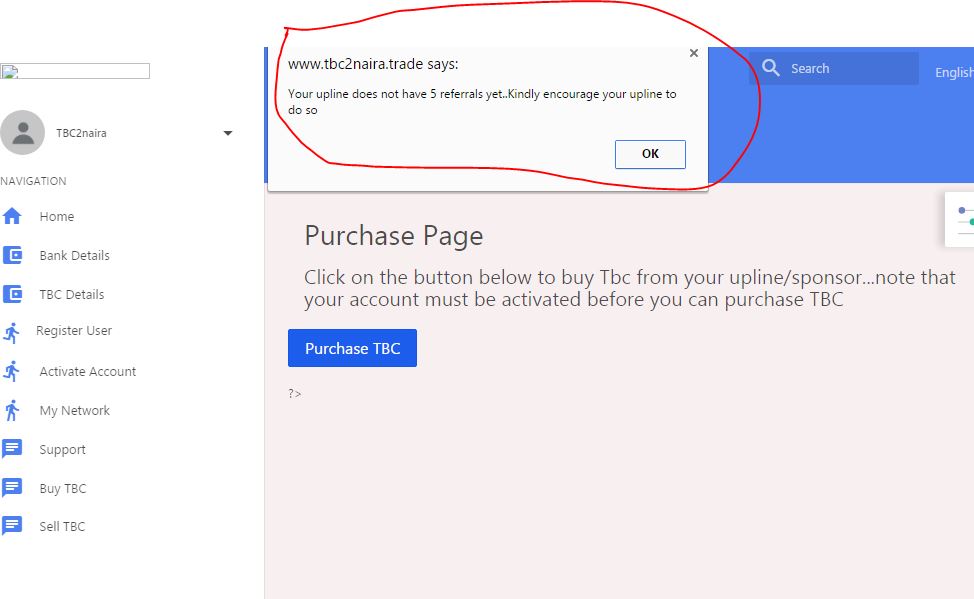 www.tbc2naira.trade says:
Your upline does not have 5 referrals yet..Kindly encourage your upline to
do so
OK
Search
English
TBC2naira
NAVIGATION
Home
Bank Details
TBC Details
Register User
Activate Account
My Network
Support
Buy TBC
Sell TBC
Purchase Page
Click on the button below to buy Tbc from your upline/sponsor...note that
your account must be activated before you can purchase TBC
Purchase TBC
?>